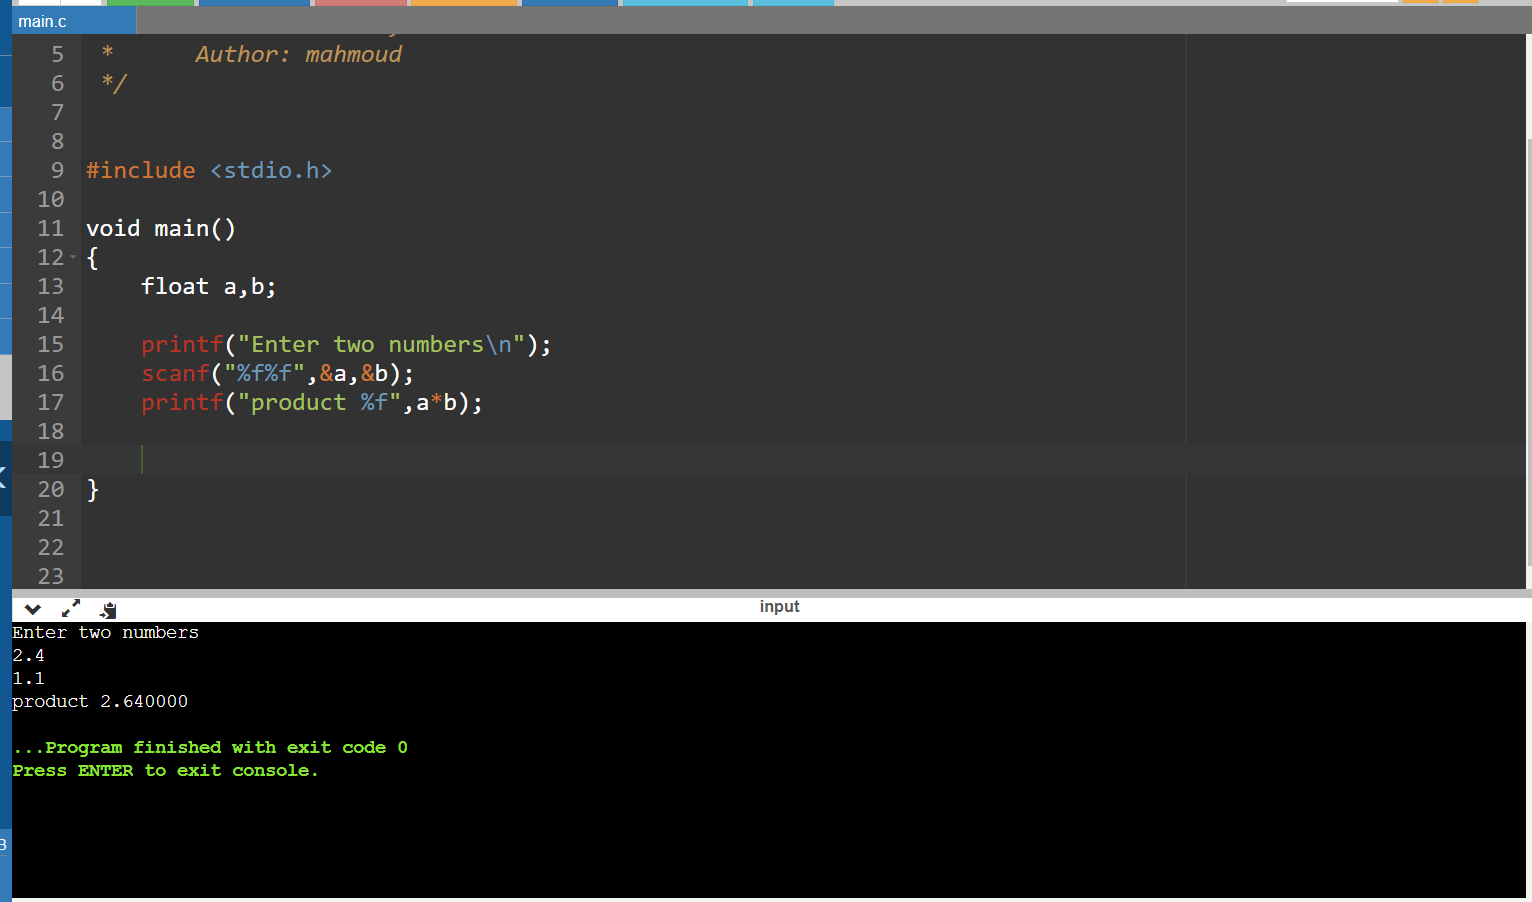 main.c
5 * Author: mahmoud
6 */
7
8
9 #include <stdio.h>
10
11 void main()
12 {
13 float a,b;
14
15 printf("Enter two numbers\n");
16 scanf("%f%f",&a,&b);
17 printf("product %f",a*b);
18
19
20 }
21
22
23
input
Enter two numbers
2.4
1.1
product 2.640000
...Program finished with exit code 0
Press ENTER to exit console.